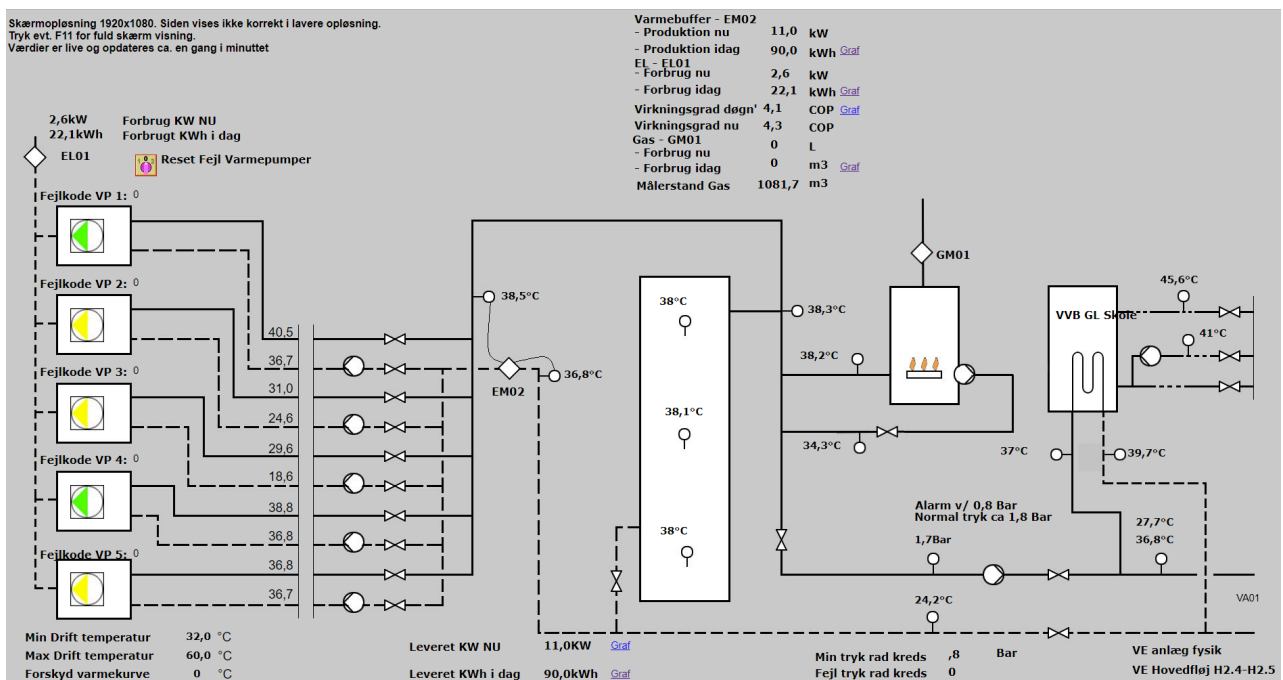 Skærmopløsning 1920x1080. Siden vises ikke korrekt i lavere opløsning.
Tryk evt. F11 for fuld skærm visning.
Værdier er live og opdateres ca. en gang i minuttet
Varmebuffer - EM02
- Produktion nu 11,0 kW
- Produktion idag 90,0 kWh Graf
EL - EL01
- Forbrug nu 2,6 kW
- Forbrug idag 22,1 kWh Graf
Virkningsgrad døgn' 4,1 COP Graf
Virkningsgrad nu 4,3 COP
Gas - GM01
- Forbrug nu 0 L
- Forbrug idag 0 m3 Graf
Målerstand Gas 1081,7 m3
2,6kW Forbrug KW NU
22,1kWh Forbrugt KWh i dag
EL01
0
Reset Fejl Varmepumper
Fejlkode VP 1: 0
Fejlkode VP 2: 0
Fejlkode VP 3: 0
Fejlkode VP 4: 0
Fejlkode VP 5: 0
40,5
36,7
31,0
24,6
29,6
18,6
38,8
36,8
36,8
36,7
38,5°C
36,8°C
EM02
38°C
38,1°C
38°C
38,3°C
38,2°C
34,3°C
GM01
VVB GL Skole
45,6°C
41°C
37°C
39,7°C
Alarm v/ 0,8 Bar
Normal tryk ca 1,8 Bar
1,7Bar
27,7°C
36,8°C
24,2°C
VA01
Min Drift temperatur 32,0 °C
Max Drift temperatur 60,0 °C
Forskyd varmekurve 0 °C
Leveret KW NU 11,0KW Graf
Leveret KWh i dag 90,0kWh Graf
Min tryk rad kreds ,8 Bar
Fejl tryk rad kreds 0
VE anlæg fysik
VE Hovedfløj H2.4-H2.5